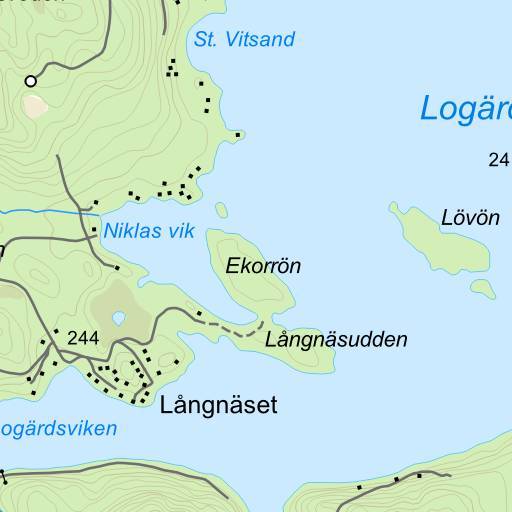 St. Vitsand
Logärd
24
Lövön
Niklas vik
Ekorrön
244
Långnäsudden
Långnäset
ogärdsviken